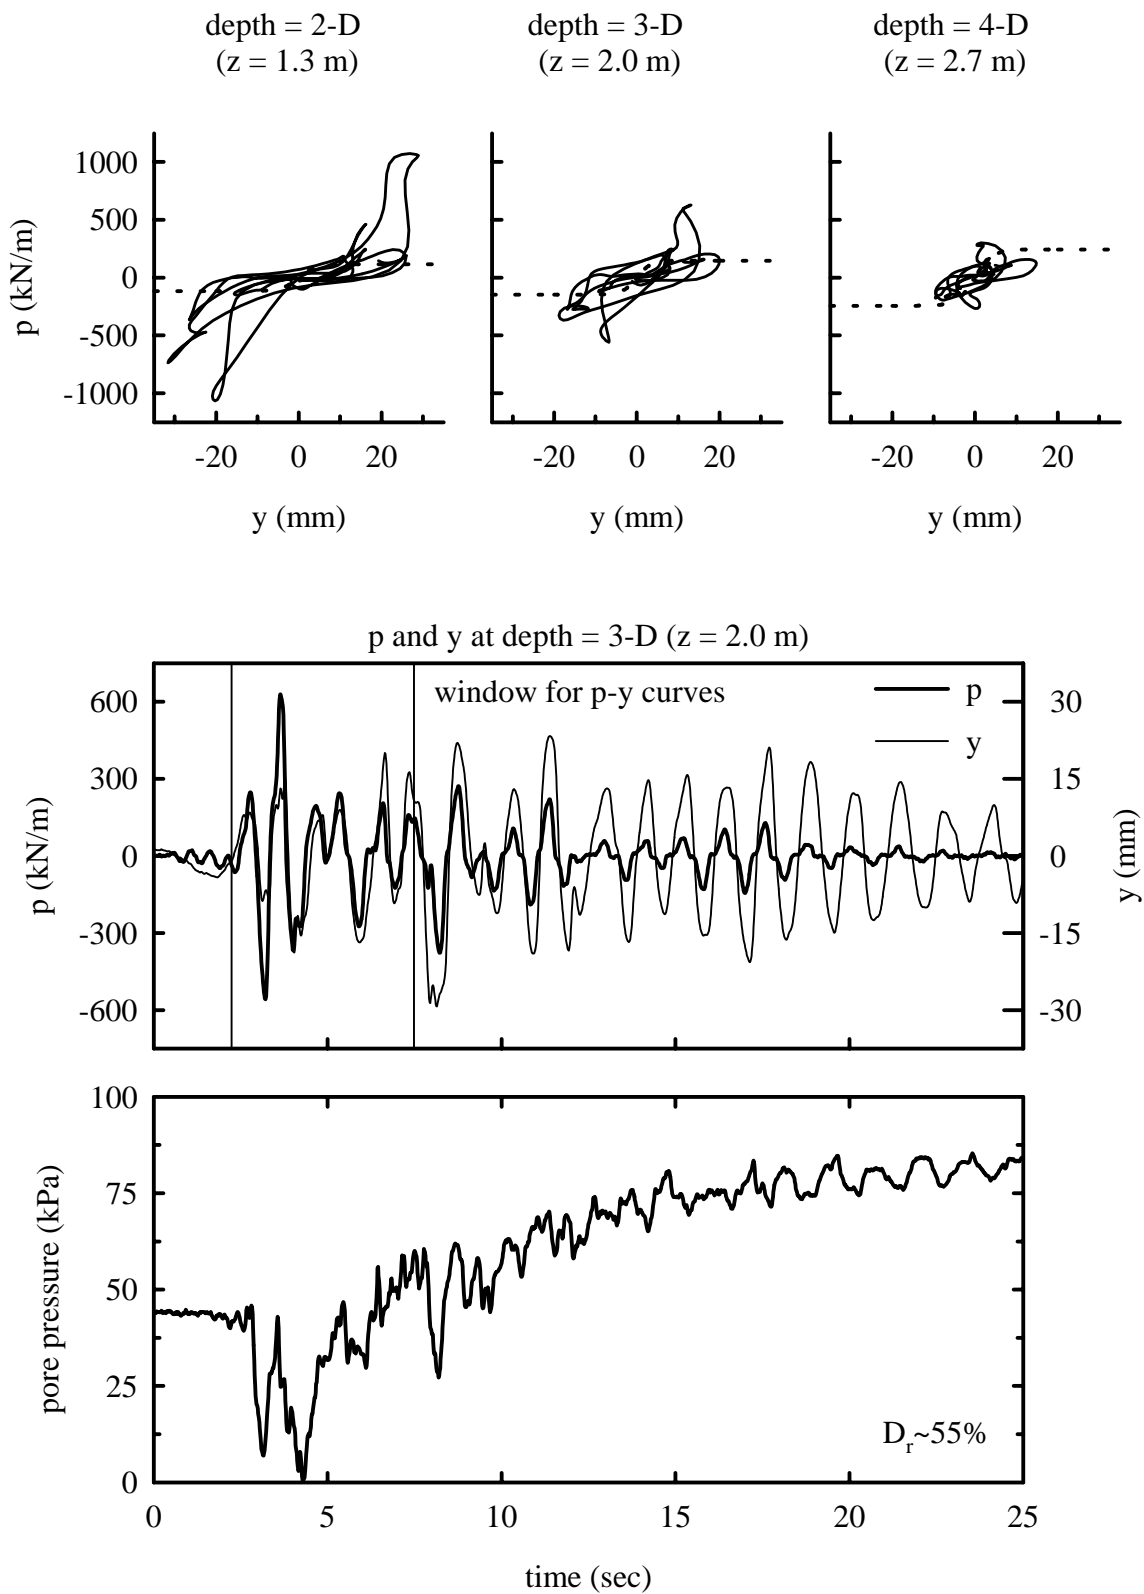 depth = 2-D
(z = 1.3 m)
depth = 3-D
(z = 2.0 m)
depth = 4-D
(z = 2.7 m)
p (kN/m)
1000
500
0
-500
-1000
-20 0 20
-20 0 20
-20 0 20
y (mm)
y (mm)
y (mm)
p and y at depth = 3-D (z = 2.0 m)
window for p-y curves
p
y
p (kN/m)
600
300
0
-300
-600
30
15
0
-15
-30
y (mm)
pore pressure (kPa)
100
75
50
25
0
D_r~55%
0 5 10 15 20 25
time (sec)